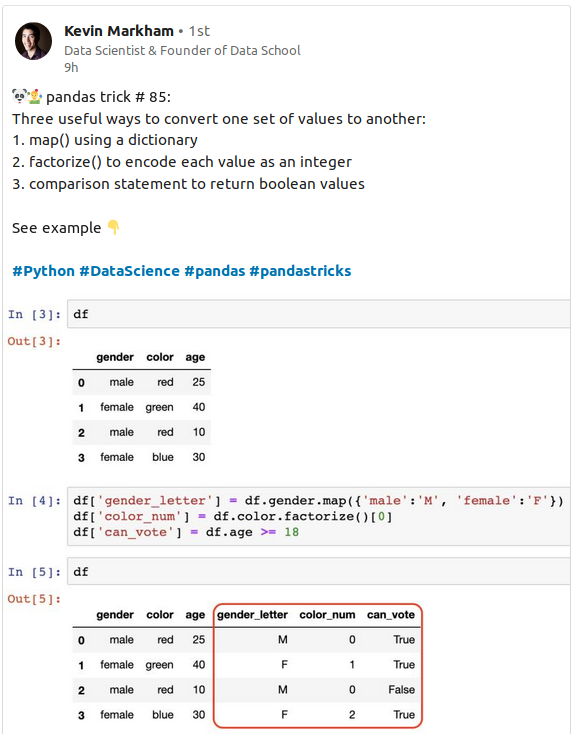 Kevin Markham • 1st
Data Scientist & Founder of Data School
9h
🐼🤹 pandas trick # 85:
Three useful ways to convert one set of values to another:
1. map() using a dictionary
2. factorize() to encode each value as an integer
3. comparison statement to return boolean values
See example 👇
#Python #DataScience #pandas #pandastricks
In [3]: df
Out[3]:
gender color age
0 male red 25
1 female green 40
2 male red 10
3 female blue 30
In [4]: df['gender_letter'] = df.gender.map({'male':'M', 'female':'F'})
df['color_num'] = df.color.factorize()[0]
df['can_vote'] = df.age >= 18
In [5]: df
Out[5]:
gender color age gender_letter color_num can_vote
0 male red 25 M 0 True
1 female green 40 F 1 True
2 male red 10 M 0 False
3 female blue 30 F 2 True